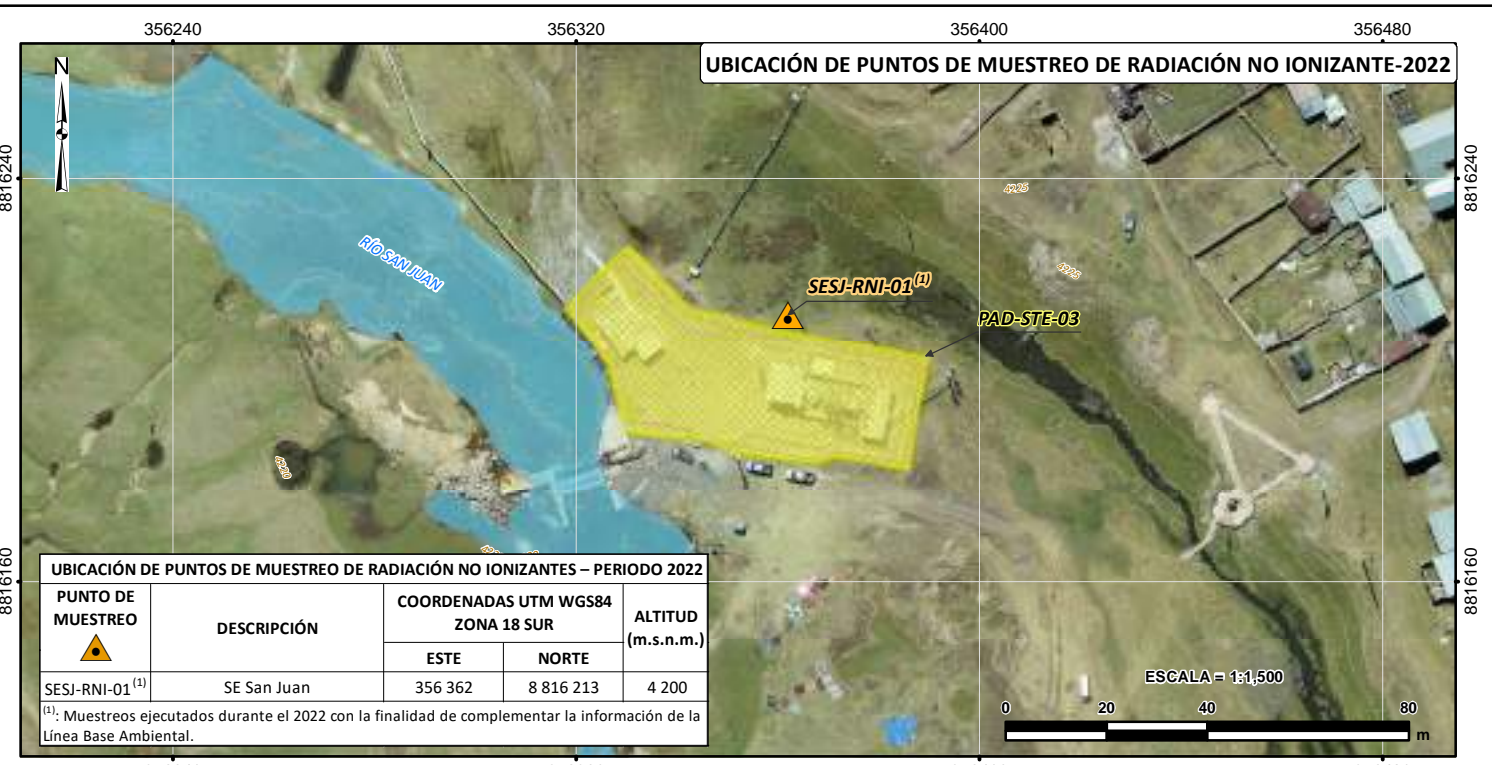 356240
356320
356400
356480
UBICACIÓN DE PUNTOS DE MUESTREO DE RADIACIÓN NO IONIZANTE-2022
N
8816240
8816240
4225
RÍO SAN JUAN
4225
SESJ-RNI-01(1)
PAD-STE-03
4220
8816160
8816160
UBICACIÓN DE PUNTOS DE MUESTREO DE RADIACIÓN NO IONIZANTES – PERIODO 2022
PUNTO DE
MUESTREO
DESCRIPCIÓN
COORDENADAS UTM WGS84
ZONA 18 SUR
ALTITUD
(m.s.n.m.)
ESTE
NORTE
SESJ-RNI-01(1)
SE San Juan
356 362
8 816 213
4 200
(1): Muestreos ejecutados durante el 2022 con la finalidad de complementar la información de la
Línea Base Ambiental.
ESCALA = 1:1,500
0
20
40
80
m